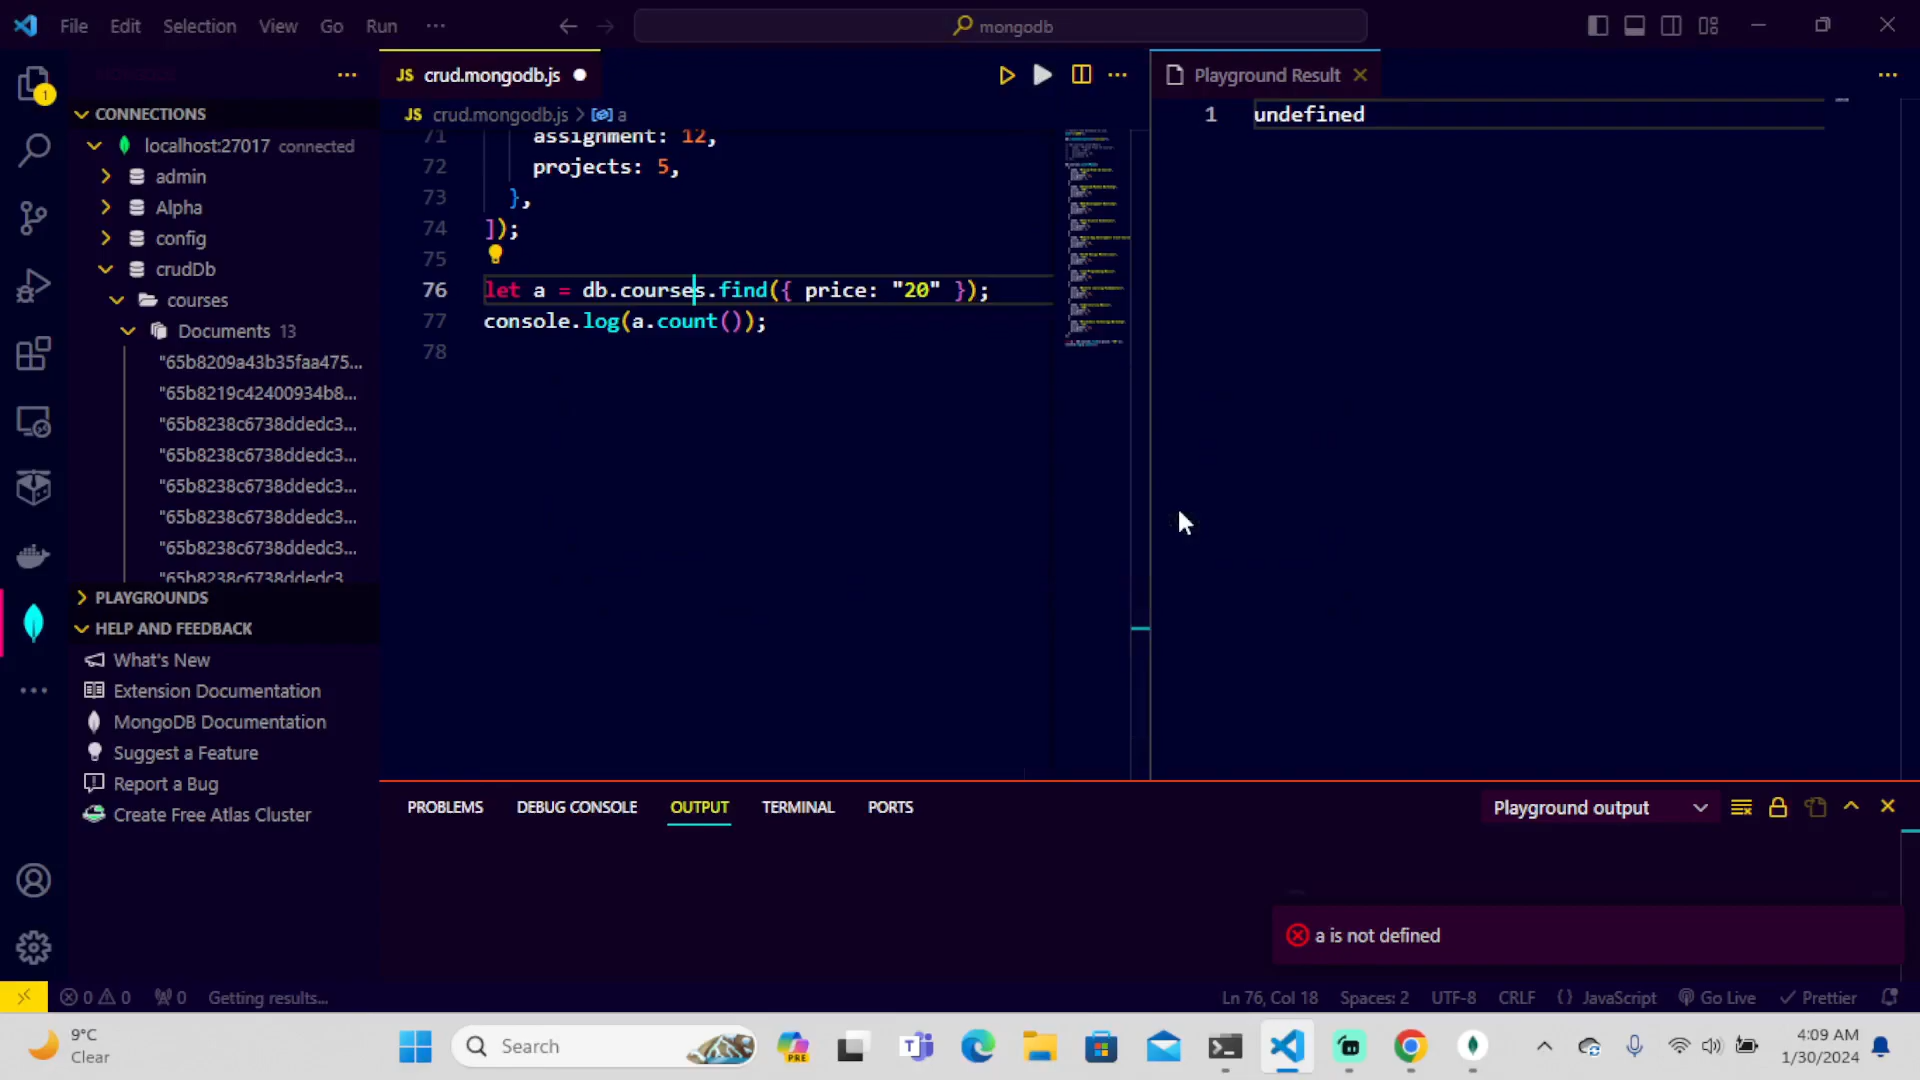 File Edit Selection View Go Run ···
mongodb
CONNECTIONS
localhost:27017 connected
admin
Alpha
config
crudDb
courses
Documents 13
"65b8209a43b35faa475...
"65b8219c42400934b8...
"65b8238c6738ddedc3...
"65b8238c6738ddedc3...
"65b8238c6738ddedc3...
"65b8238c6738ddedc3...
"65b8238c6738ddedc3...
"65b8238c6738ddedc3
PLAYGROUNDS
HELP AND FEEDBACK
What's New
Extension Documentation
MongoDB Documentation
Suggest a Feature
Report a Bug
Create Free Atlas Cluster
JS crud.mongodb.js
JS crud.mongodb.js > a
71 assignment: 12,
72 projects: 5,
73 },
74 ]);
75
76 let a = db.courses.find({ price: "20" });
77 console.log(a.count());
78
Playground Result
1 undefined
PROBLEMS DEBUG CONSOLE OUTPUT TERMINAL PORTS
Playground output
a is not defined
0 0 0 Getting results... Ln 76, Col 18 Spaces: 2 UTF-8 CRLF {} JavaScript Go Live Prettier
9°C
Clear
Search
PRE
4:09 AM
1/30/2024